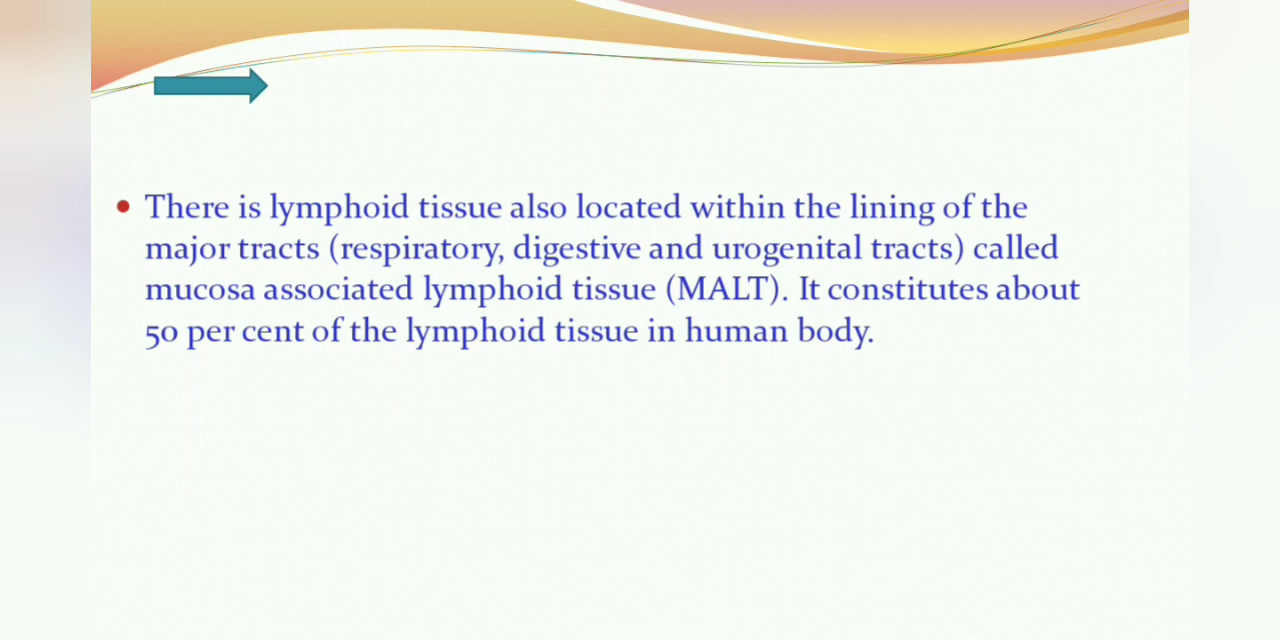 There is lymphoid tissue also located within the lining of the
major tracts (respiratory, digestive and urogenital tracts) called
mucosa associated lymphoid tissue (MALT). It constitutes about
50 per cent of the lymphoid tissue in human body.